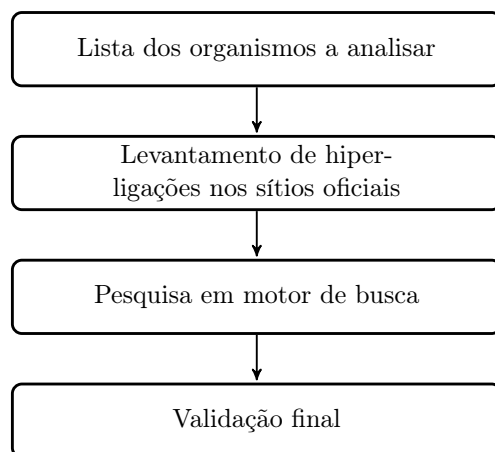 Lista dos organismos a analisar
Levantamento de hiper-
ligações nos sítios oficiais
Pesquisa em motor de busca
Validação final